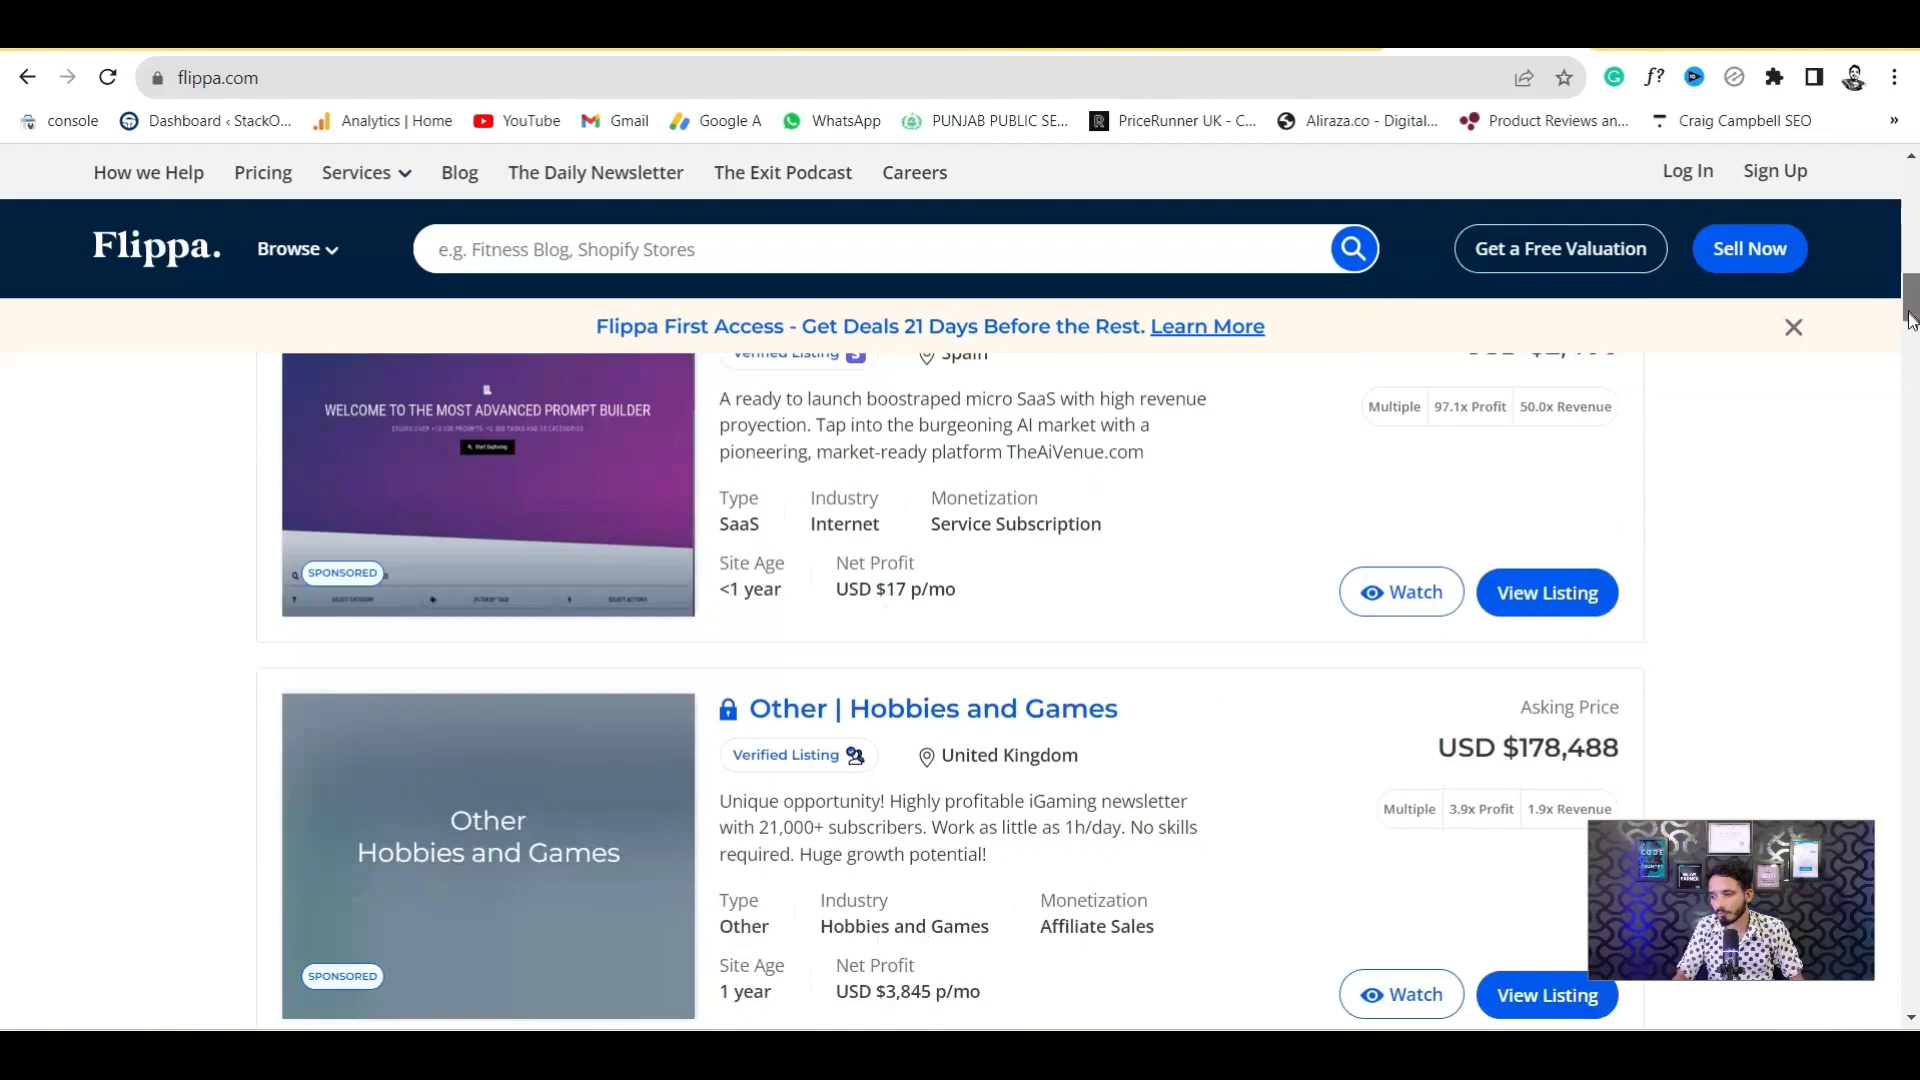 flippa.com
console
Dashboard ‹ StackO...
Analytics | Home
YouTube
Gmail
Google A
WhatsApp
PUNJAB PUBLIC SE...
PriceRunner UK - C...
Aliraza.co - Digital...
Product Reviews an...
Craig Campbell SEO
»
How we Help
Pricing
Services
Blog
The Daily Newsletter
The Exit Podcast
Careers
Log In
Sign Up
Flippa.
Browse
e.g. Fitness Blog, Shopify Stores
Get a Free Valuation
Sell Now
Flippa First Access - Get Deals 21 Days Before the Rest. Learn More
Verified Listing
Spain
WELCOME TO THE MOST ADVANCED PROMPT BUILDER
Start Exploring
SPONSORED
A ready to launch boostraped micro SaaS with high revenue
proyection. Tap into the burgeoning AI market with a
pioneering, market-ready platform TheAiVenue.com
Multiple 97.1x Profit 50.0x Revenue
Type Industry Monetization
SaaS Internet Service Subscription
Site Age Net Profit
<1 year USD $17 p/mo
Watch
View Listing
Other
Hobbies and Games
SPONSORED
Other | Hobbies and Games
Verified Listing
United Kingdom
Asking Price
USD $178,488
Multiple 3.9x Profit 1.9x Revenue
Unique opportunity! Highly profitable iGaming newsletter
with 21,000+ subscribers. Work as little as 1h/day. No skills
required. Huge growth potential!
Type Industry Monetization
Other Hobbies and Games Affiliate Sales
Site Age Net Profit
1 year USD $3,845 p/mo
Watch
View Listing